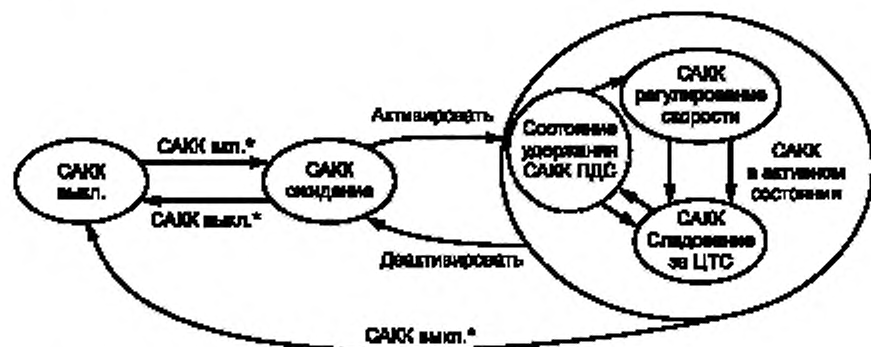 САКК
выкл.
САКК вкл.*
САКК выкл.*
САКК
ожидание
Активировать
Деактивировать
Состояние
удержания
САКК ПДС
САКК
регулирование
скорости
САКК
в активном
состоянии
САКК
Следование
за ЦТС
САКК выкл.*